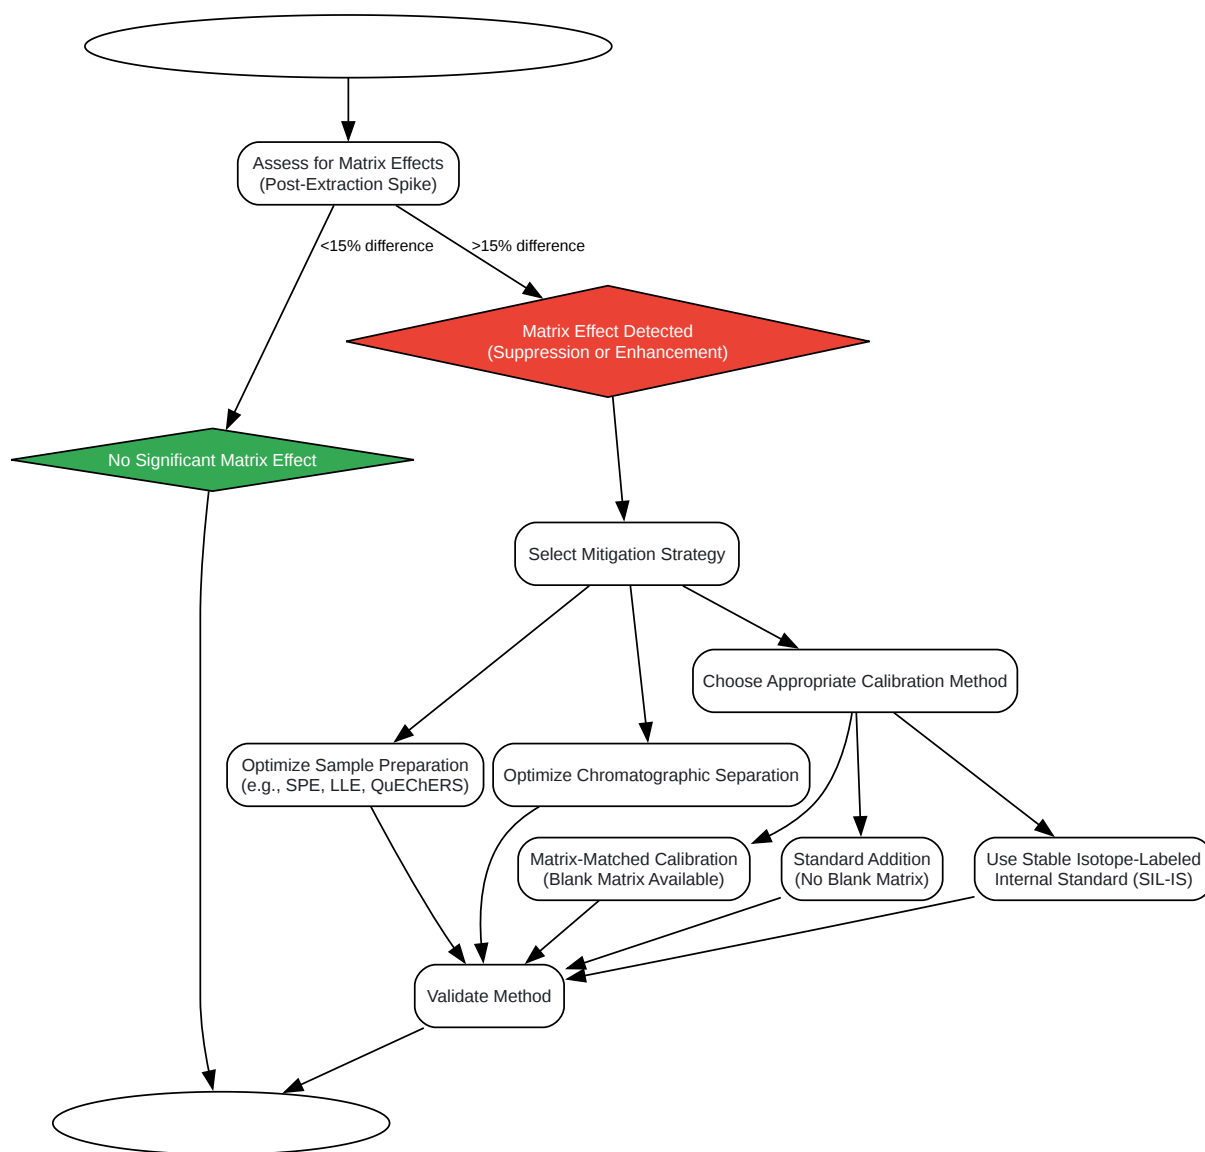 Assess for Matrix Effects
(Post-Extraction Spike)
<15% difference
>15% difference
Matrix Effect Detected
(Suppression or Enhancement)
No Significant Matrix Effect
Select Mitigation Strategy
Choose Appropriate Calibration Method
Optimize Sample Preparation
(e.g., SPE, LLE, QuEChERS)
Optimize Chromatographic Separation
Matrix-Matched Calibration
(Blank Matrix Available)
Standard Addition
(No Blank Matrix)
Use Stable Isotope-Labeled
Internal Standard (SIL-IS)
Validate Method